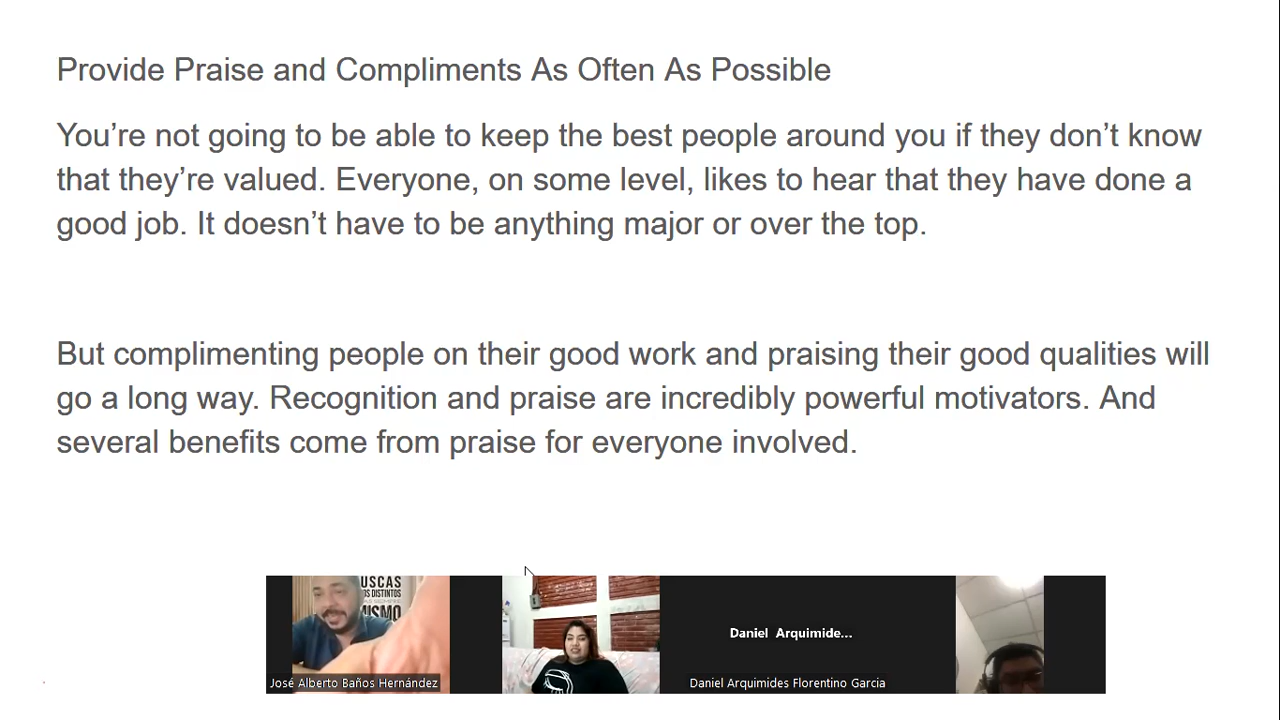 Provide Praise and Compliments As Often As Possible
You’re not going to be able to keep the best people around you if they don’t know
that they’re valued. Everyone, on some level, likes to hear that they have done a
good job. It doesn’t have to be anything major or over the top.
But complimenting people on their good work and praising their good qualities will
go a long way. Recognition and praise are incredibly powerful motivators. And
several benefits come from praise for everyone involved.
USCAS
OS DISTINTOS
MISMO
Daniel Arquimide...
José Alberto Baños Hernández
Daniel Arquimides Florentino Garcia